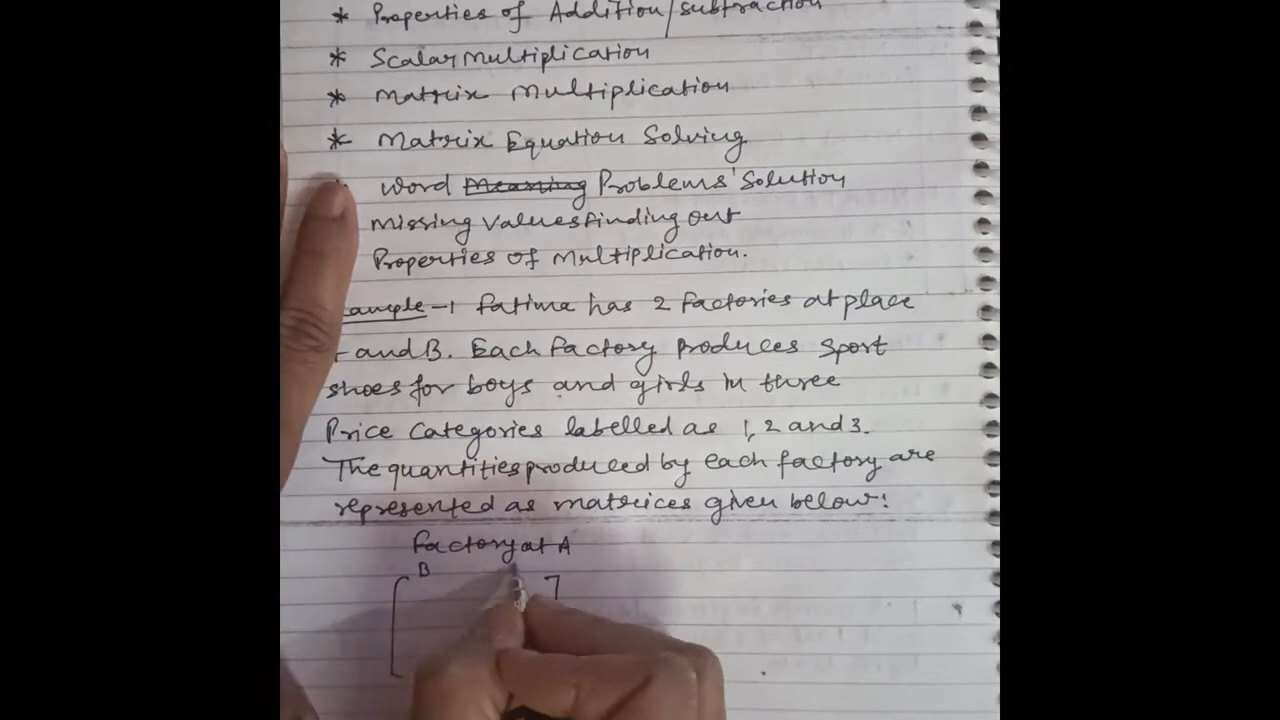 * Properties of Addition/subtraction
* Scalar multiplication
* Matrix Multiplication
* Matrix Equation Solving
Word Meaning Problems' Solution
Missing values finding out
Properties of Multiplication.
ample-1 Fatima has 2 factories at place
and B. Each factory produces sport
shoes for boys and girls in three
Price categories labelled as 1, 2 and 3.
The quantities produced by each factory are
represented as matrices given below:
Factory at A
B